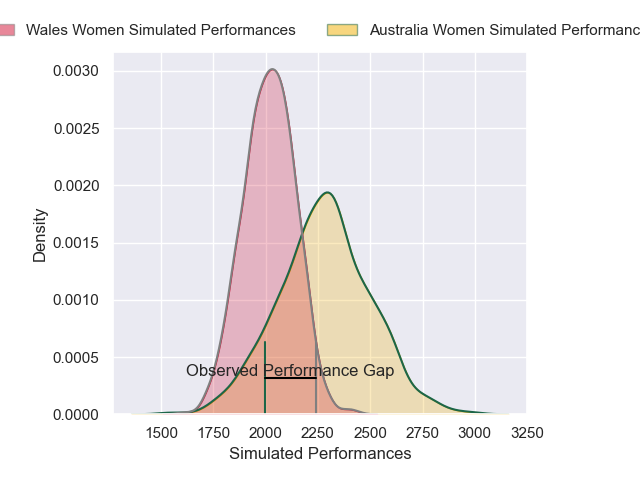 Wales Women Simulated Performances Australia Women Simulated Performanc
0.0030
0.0025
0.0020
0.0015
0.0010
0.0005
0.0000
Density
Observed Performance Gap
1500 1750 2000 2250 2500 2750 3000 3250
Simulated Performances